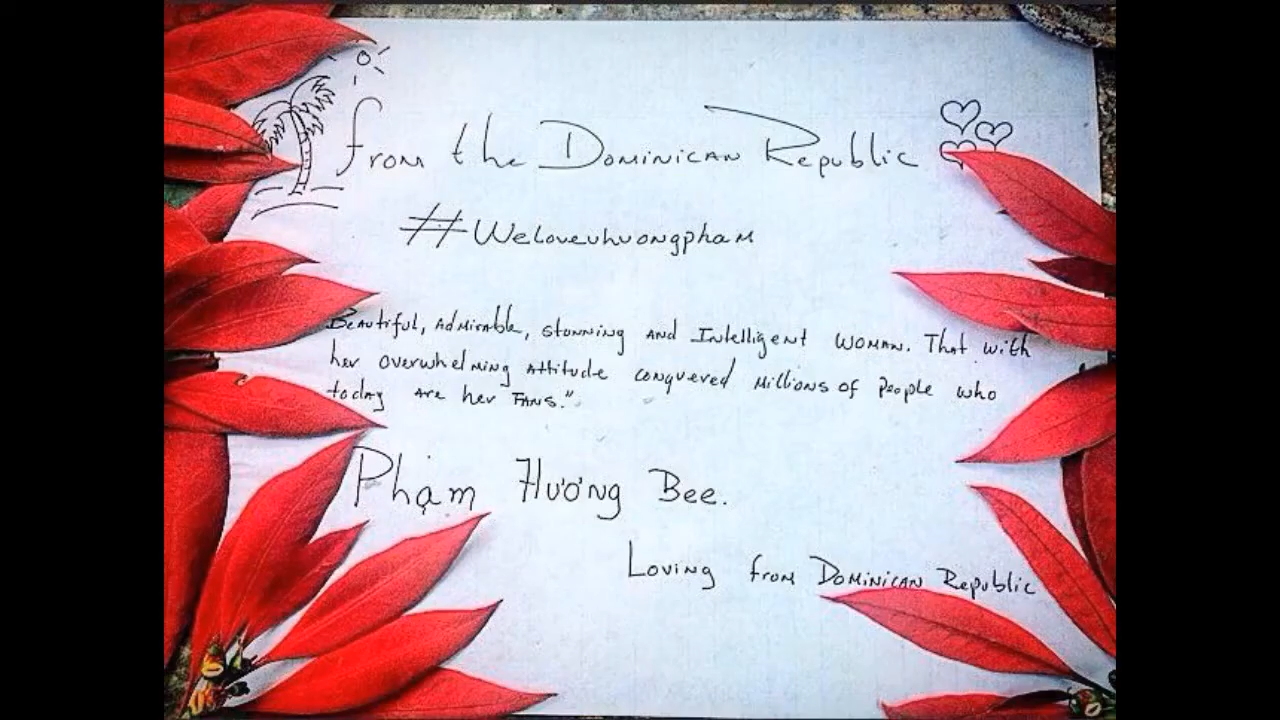 from the Dominican Republic
#Weloveuhuongpham
Beautiful, Admirable, stunning and Intelligent woman. That with
her overwhelming attitude conquered millions of people who
today are her fans."
Phạm Hương Bee.
Loving from Dominican Republic